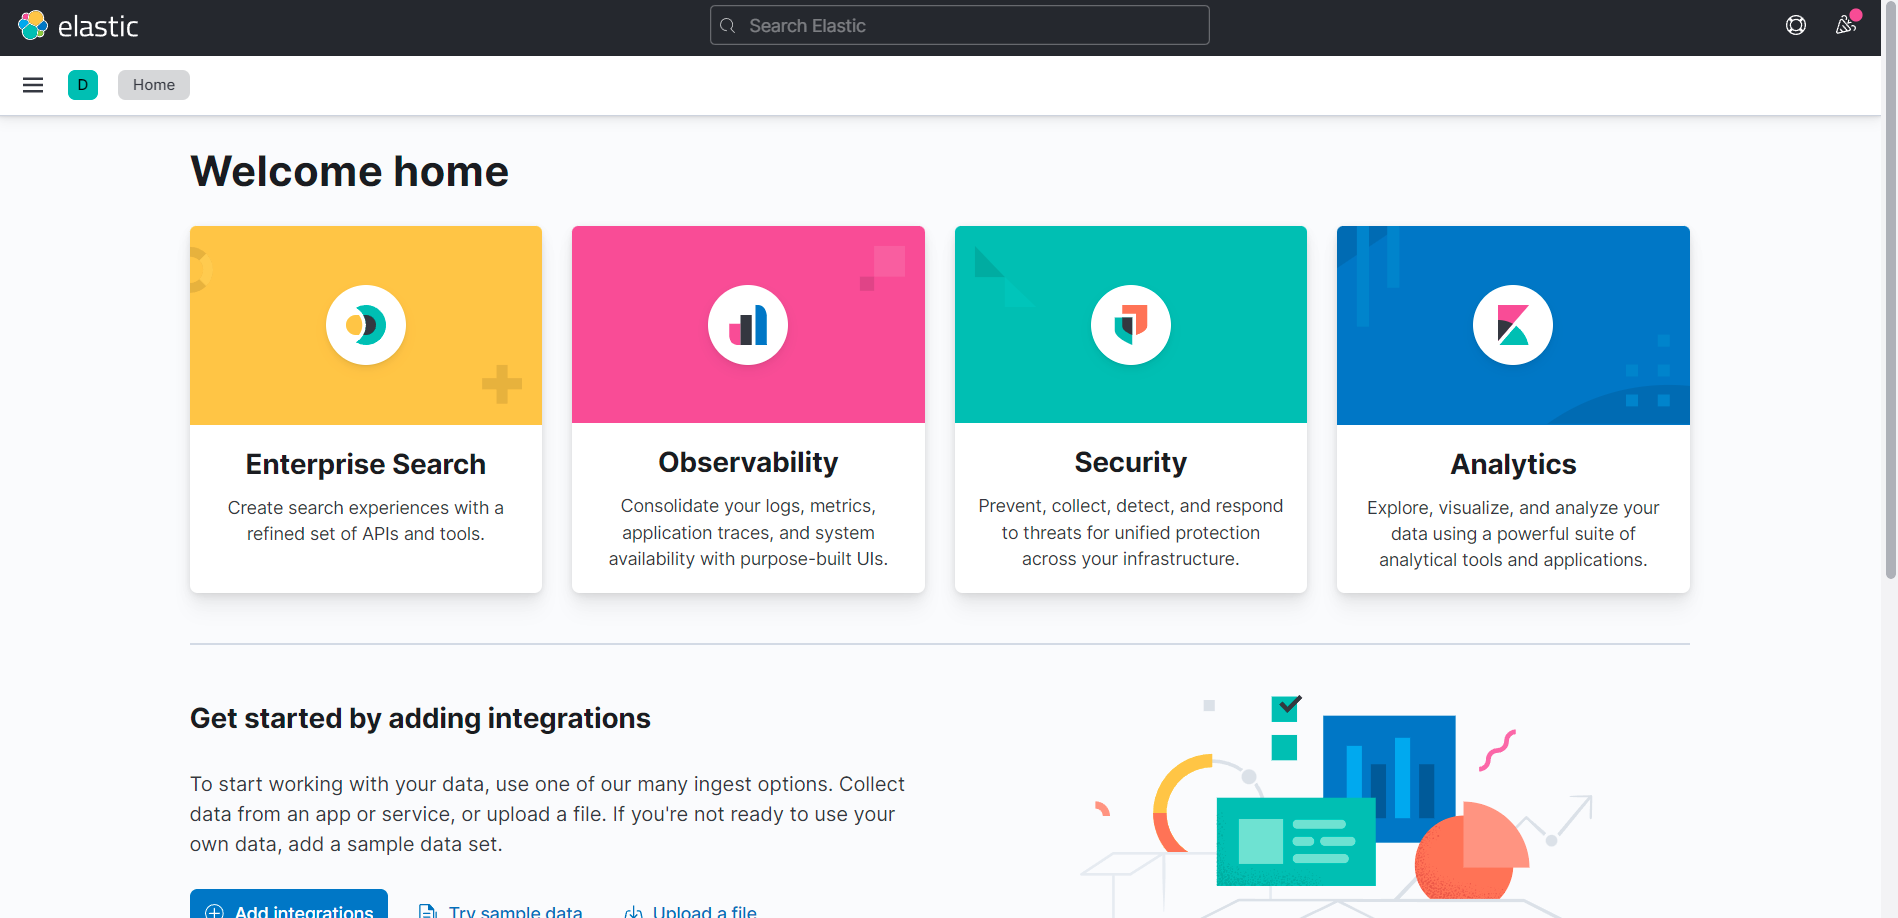 elastic
Search Elastic
D
Home
Welcome home
Enterprise Search
Create search experiences with a
refined set of APIs and tools.
Observability
Consolidate your logs, metrics,
application traces, and system
availability with purpose-built UIs.
Security
Prevent, collect, detect, and respond
to threats for unified protection
across your infrastructure.
Analytics
Explore, visualize, and analyze your
data using a powerful suite of
analytical tools and applications.
Get started by adding integrations
To start working with your data, use one of our many ingest options. Collect
data from an app or service, or upload a file. If you're not ready to use your
own data, add a sample data set.
Add integrations
Try sample data
Upload a file